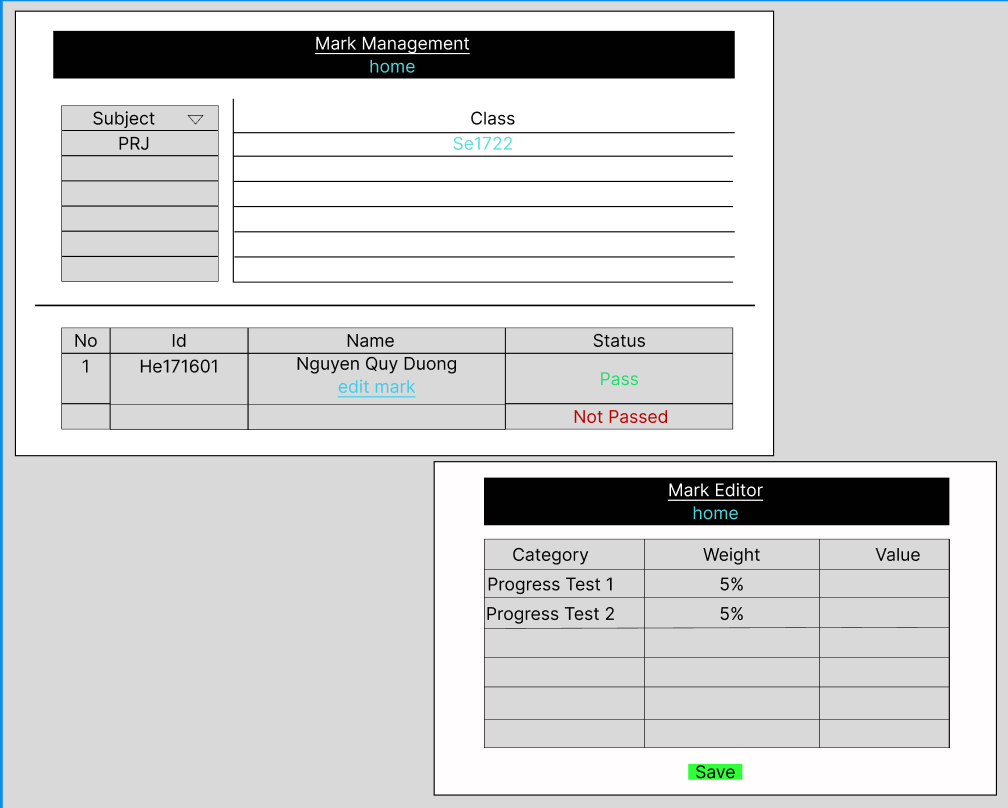 Mark Management
home
Subject
Class
PRJ
Se1722
No Id Name Status
1 He171601 Nguyen Quy Duong
edit mark
Pass
Not Passed
Mark Editor
home
Category Weight Value
Progress Test 1 5%
Progress Test 2 5%
Save